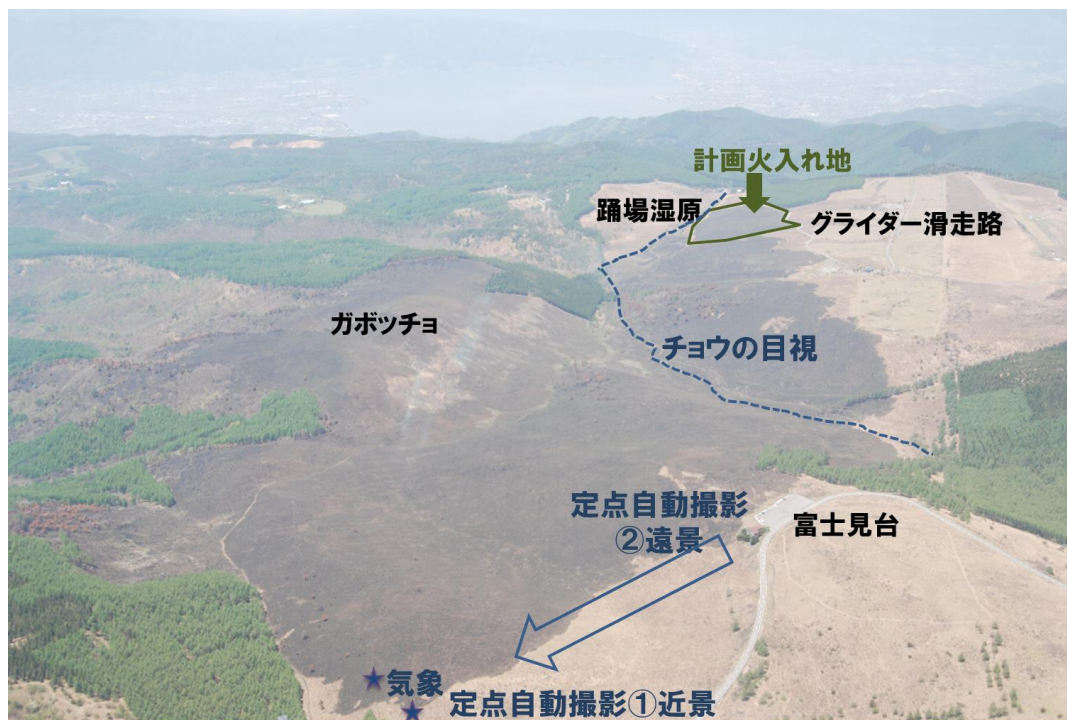 計画火入れ地
踊場湿原
グライダー滑走路
ガボッチョ
チョウの目視
定点自動撮影
②遠景
富士見台
気象
定点自動撮影①近景